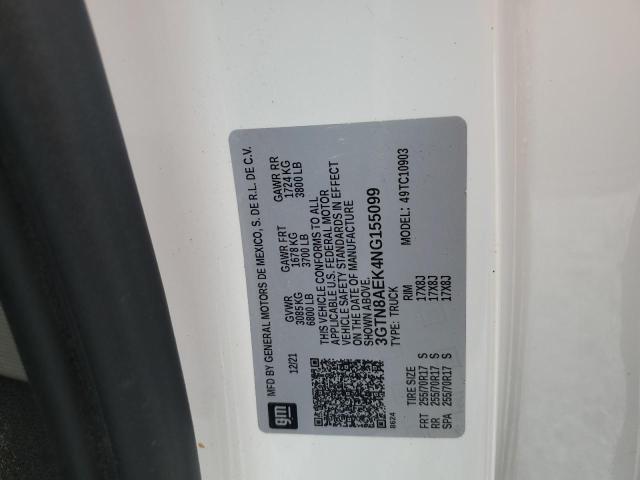 MFD BY GENERAL MOTORS DE MEXICO, S. DE R.L. DE C.V.
12/21 GVWR GAWR FRT GAWR RR
3085 KG 1678 KG 1724 KG
6800 LB 3700 LB 3800 LB
THIS VEHICLE CONFORMS TO ALL
APPLICABLE U.S. FEDERAL MOTOR
VEHICLE SAFETY STANDARDS IN EFFECT
ON THE DATE OF MANUFACTURE
SHOWN ABOVE.
3GTN8AEK4NG155099
TYPE: TRUCK MODEL: 49TC10903
gm
8624
TIRE SIZE RIM
FRT 255/70R17 S 17X8J
RR 255/70R17 S 17X8J
SPA 255/70R17 S 17X8J